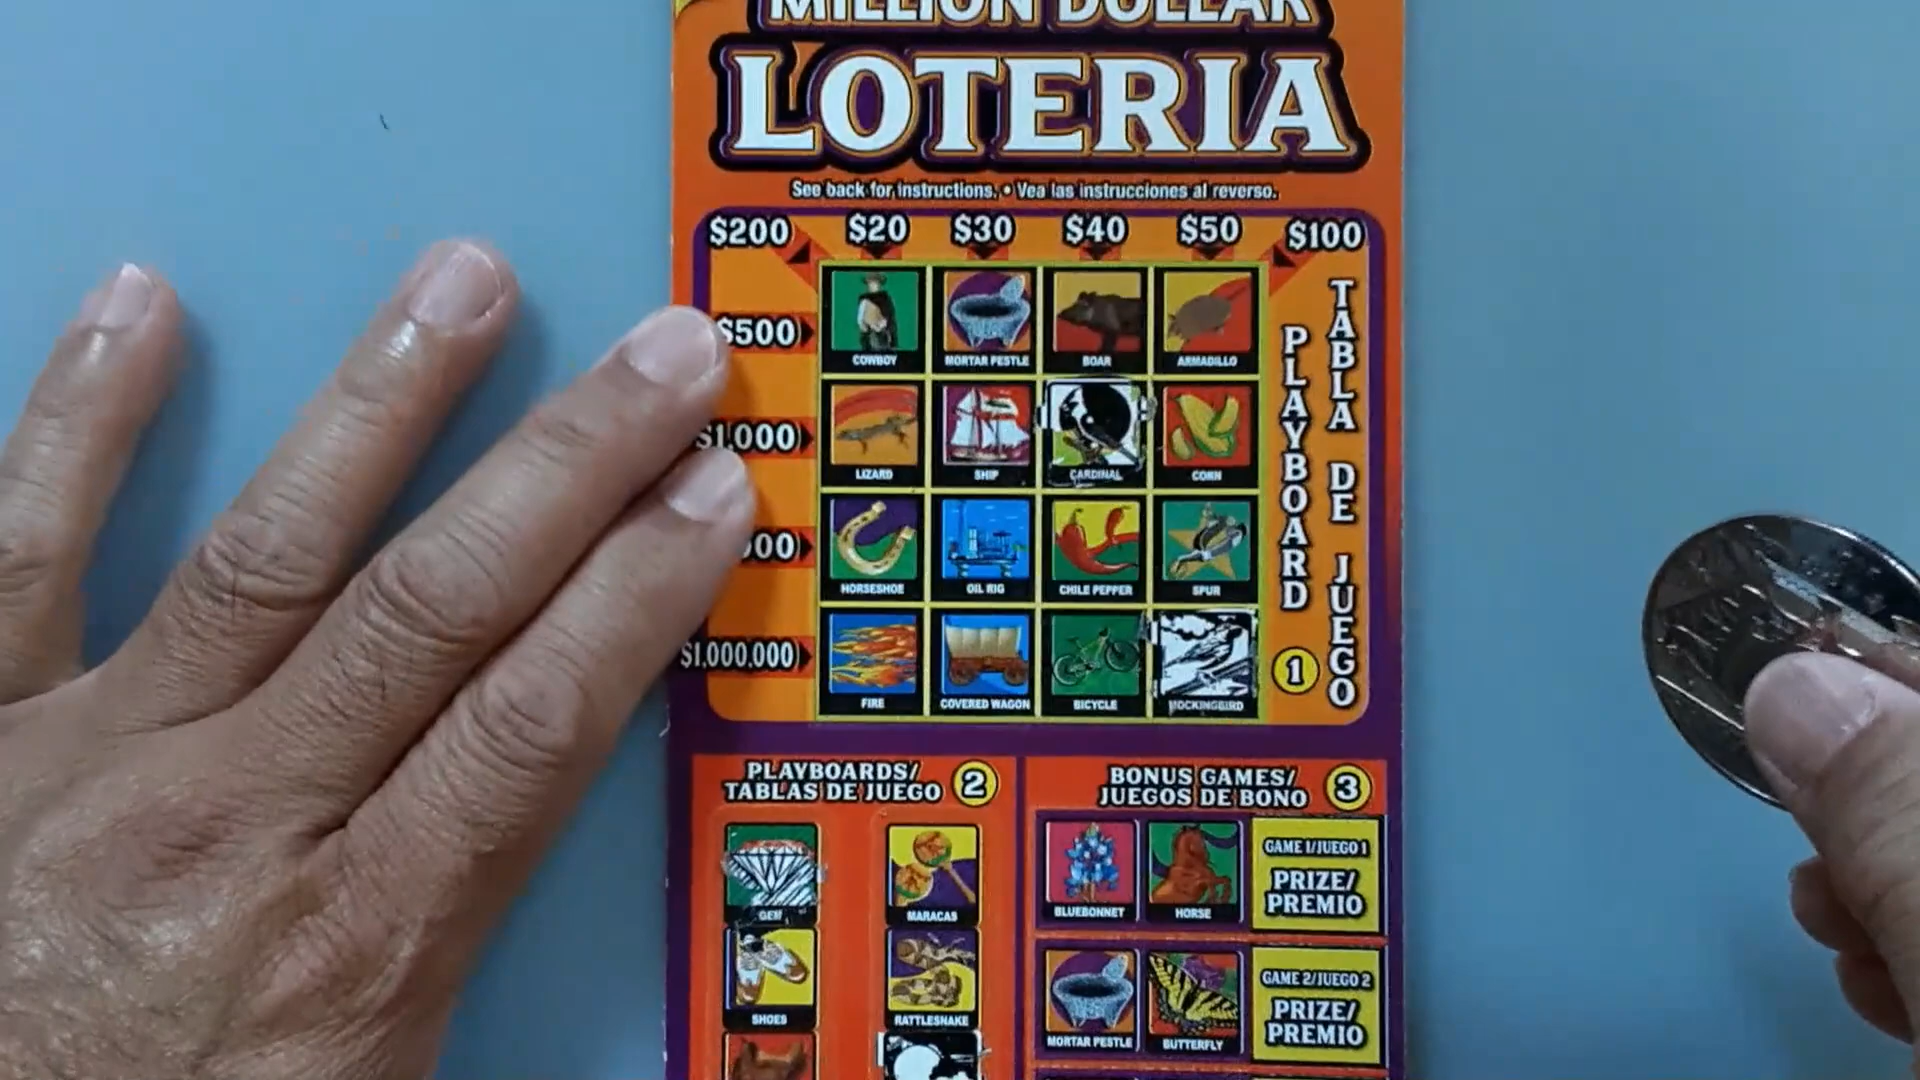 MILLION DOLLAR
LOTERIA
See back for instructions. • Vea las instrucciones al reverso.
$200 $20 $30 $40 $50 $100
$500
COWBOY MORTAR PESTLE BOAR ARMADILLO
$1,000
LIZARD SHIP CARDINAL CORN
HORSESHOE OIL RIG CHILE PEPPER SPUR
$1,000,000
FIRE COVERED WAGON BICYCLE MOCKINGBIRD
PLAYBOARD
TABLA DE JUEGO
1
PLAYBOARDS/
TABLAS DE JUEGO
2
BONUS GAMES/
JUEGOS DE BONO
3
GEM
MARACAS
BLUEBONNET
HORSE
GAME 1/JUEGO 1
PRIZE/
PREMIO
SHOES
RATTLESNAKE
MORTAR PESTLE
BUTTERFLY
GAME 2/JUEGO 2
PRIZE/
PREMIO